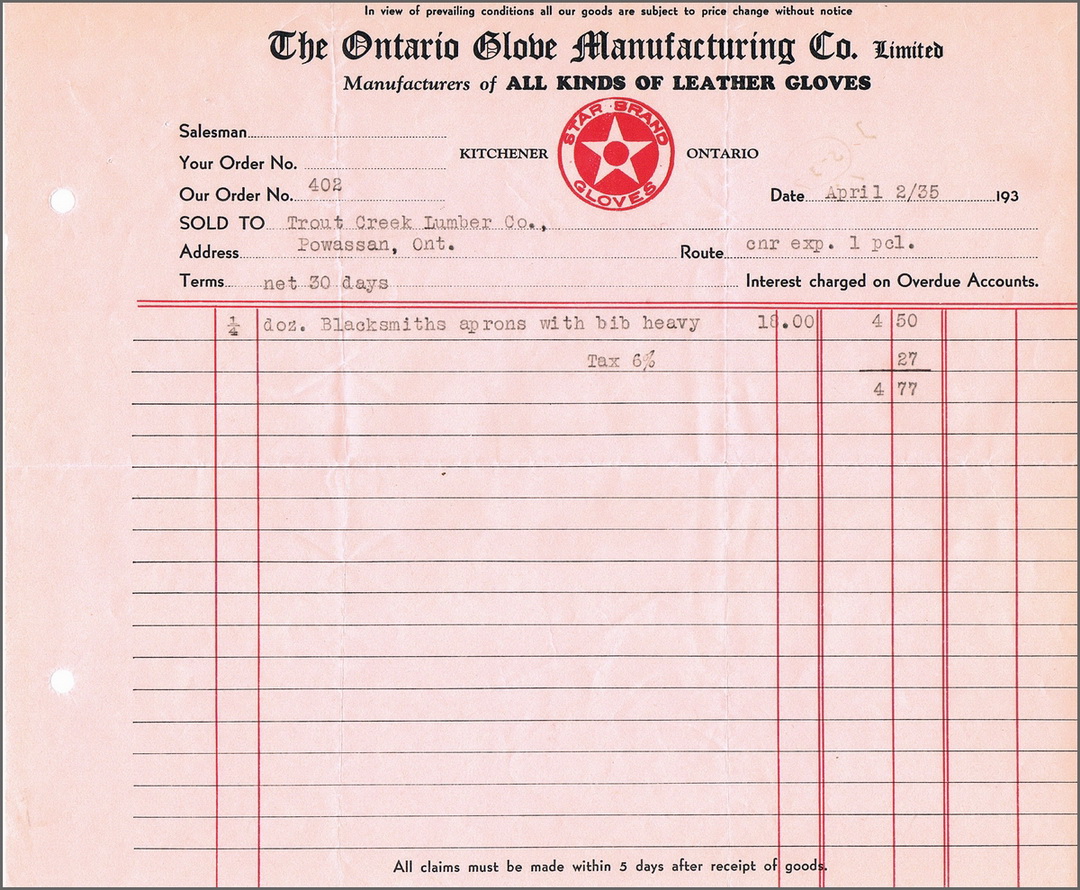 In view of prevailing conditions all our goods are subject to price change without notice
The Ontario Glove Manufacturing Co. Limited
Manufacturers of ALL KINDS OF LEATHER GLOVES
STAR BRAND
GLOVES
KITCHENER ONTARIO
Salesman
Your Order No.
Our Order No. 402
Date April 2/35 193
SOLD TO Trout Creek Lumber Co.,
Address Powassan, Ont.
Route cnr exp. 1 pcl.
Terms net 30 days
Interest charged on Overdue Accounts.
1/4 doz. Blacksmiths aprons with bib heavy 18.00 4 50
Tax 6% 27
4 77
All claims must be made within 5 days after receipt of goods.